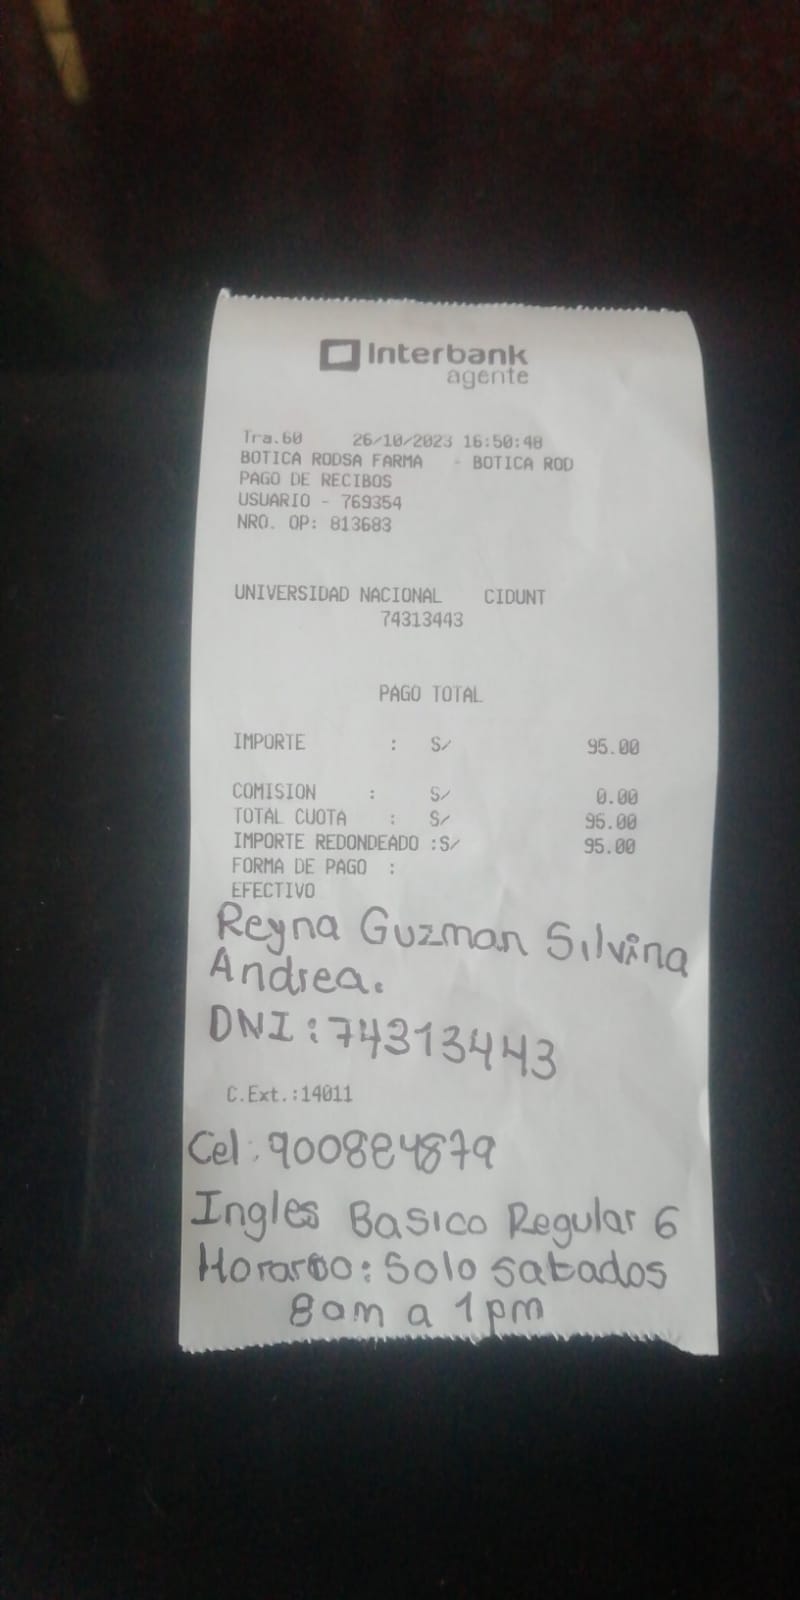 Interbank
agente
Tra.60 26/10/2023 16:50:48
BOTICA RODSA FARMA - BOTICA ROD
PAGO DE RECIBOS
USUARIO - 769354
NRO. OP: 813683
UNIVERSIDAD NACIONAL CIDUNT
74313443
PAGO TOTAL
IMPORTE : S/ 95.00
COMISION : S/ 0.00
TOTAL CUOTA : S/ 95.00
IMPORTE REDONDEADO :S/ 95.00
FORMA DE PAGO :
EFECTIVO
Reyna Guzman Silvina
Andrea.
DNI: 74313443
C.Ext.:14011
Cel: 900824879
Ingles Basico Regular 6
Horario: Solo sabados
8am a 1pm